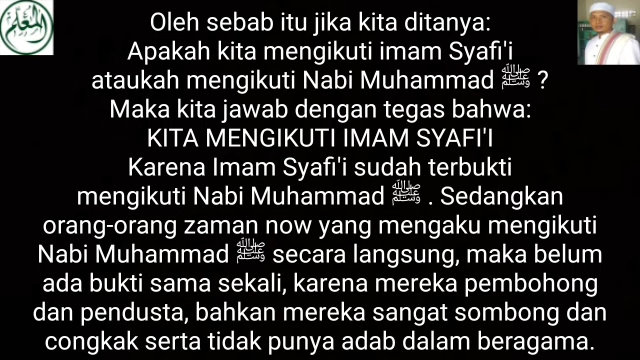 المعلم
Oleh sebab itu jika kita ditanya:
Apakah kita mengikuti imam Syafi'i
ataukah mengikuti Nabi Muhammad ﷺ ?
Maka kita jawab dengan tegas bahwa:
KITA MENGIKUTI IMAM SYAFI'I
Karena Imam Syafi'i sudah terbukti
mengikuti Nabi Muhammad ﷺ . Sedangkan
orang-orang zaman now yang mengaku mengikuti
Nabi Muhammad ﷺ secara langsung, maka belum
ada bukti sama sekali, karena mereka pembohong
dan pendusta, bahkan mereka sangat sombong dan
congkak serta tidak punya adab dalam beragama.